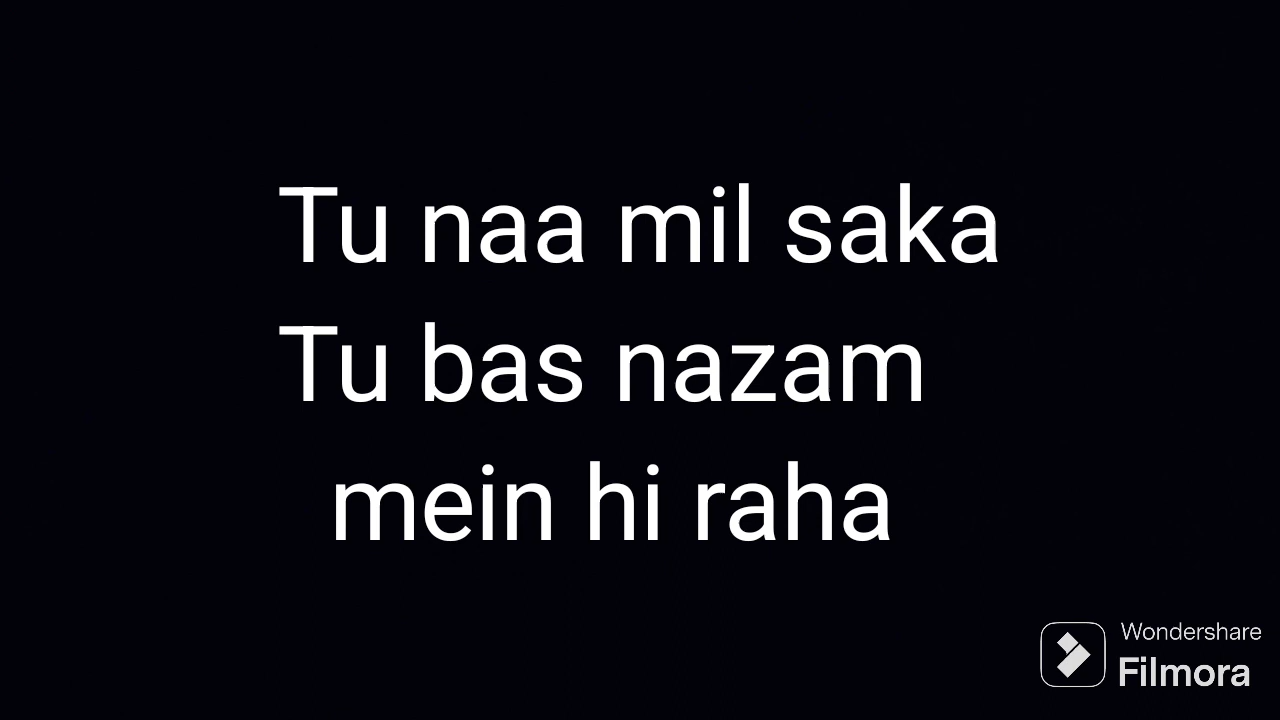 Tu naa mil saka
Tu bas nazam
mein hi raha
Wondershare
Filmora